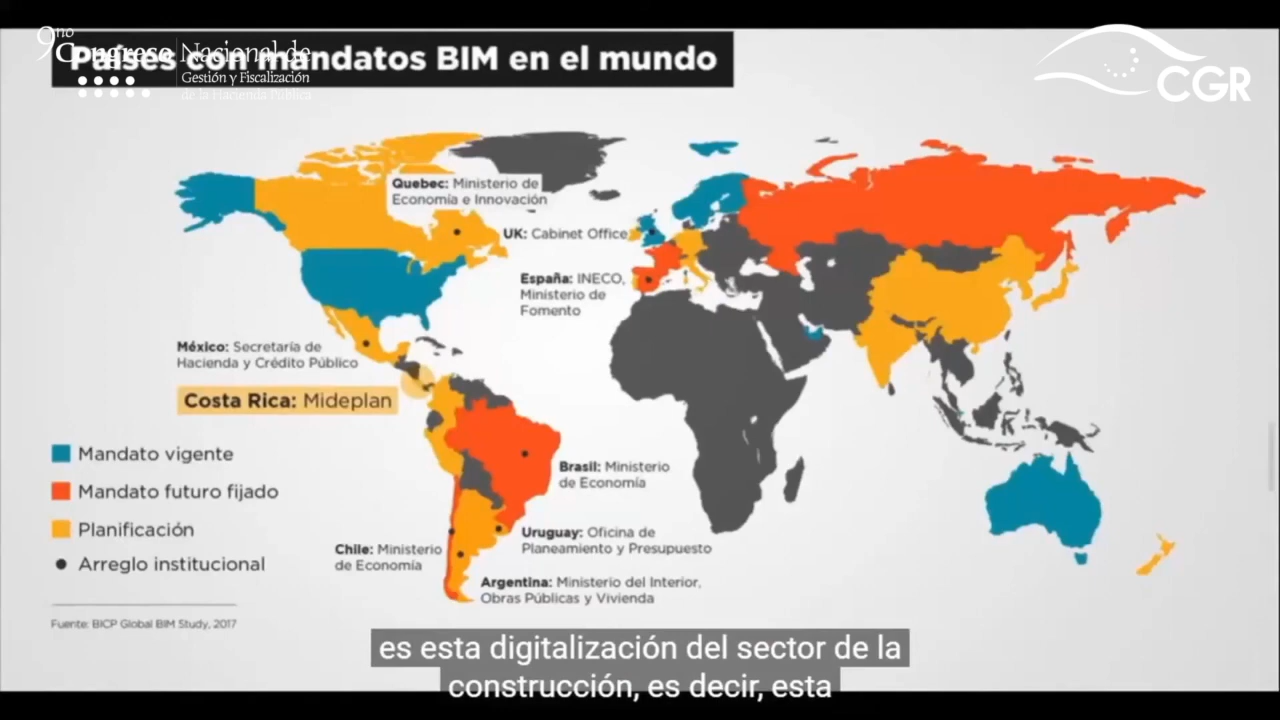 9no
Congreso Nacional de
Gestión y Fiscalización
de la Hacienda Pública
Países con mandatos BIM en el mundo
CGR
Quebec: Ministerio de
Economía e Innovación
UK: Cabinet Office
España: INECO,
Ministerio de
Fomento
México: Secretaría de
Hacienda y Crédito Público
Costa Rica: Mideplan
Mandato vigente
Mandato futuro fijado
Planificación
Arreglo institucional
Brasil: Ministerio
de Economía
Uruguay: Oficina de
Planeamiento y Presupuesto
Chile: Ministerio
de Economía
Argentina: Ministerio del Interior,
Obras Públicas y Vivienda
Fuente: BICP Global BIM Study, 2017
es esta digitalización del sector de la
construcción, es decir, esta